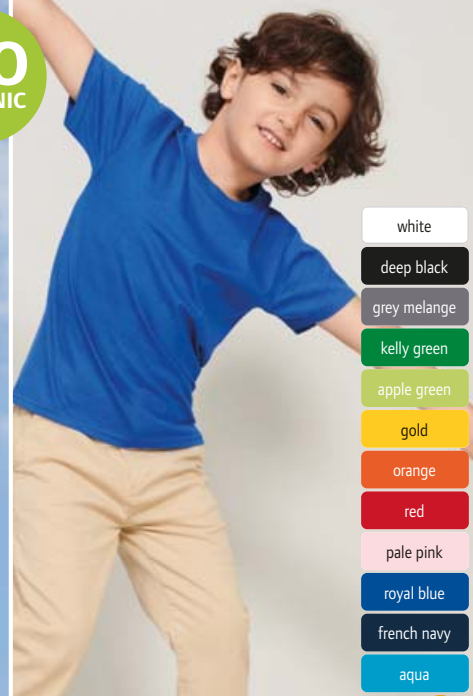 O
NIC
white
deep black
grey melange
kelly green
apple green
gold
orange
red
pale pink
royal blue
french navy
aqua